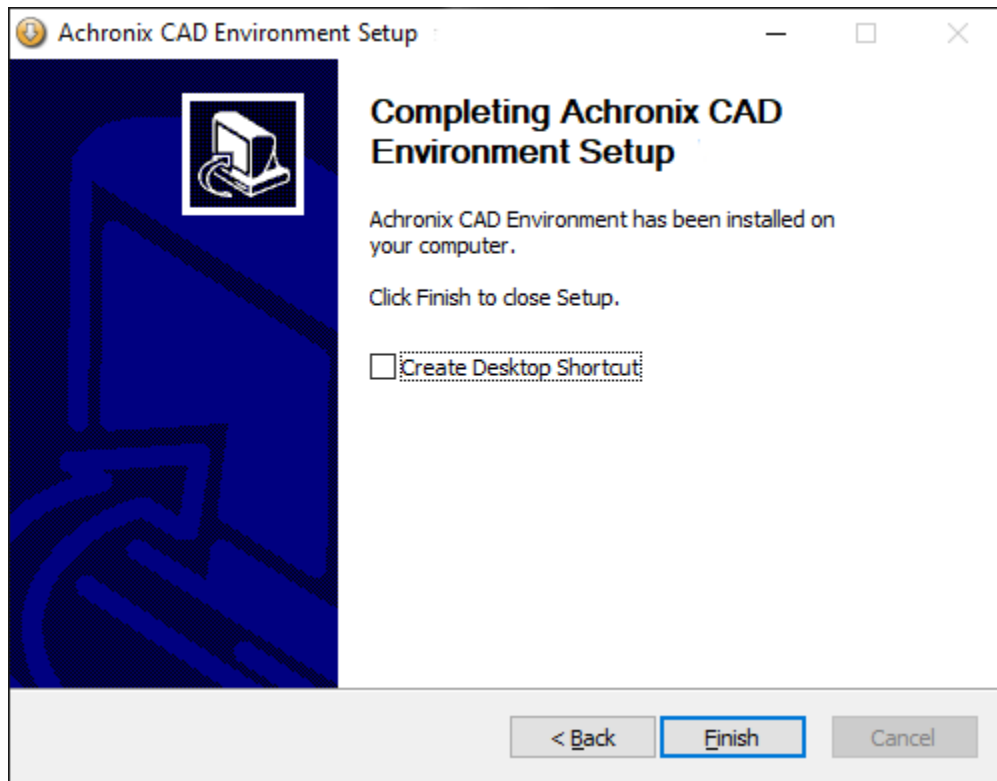 Achronix CAD Environment Setup
Completing Achronix CAD
Environment Setup
Achronix CAD Environment has been installed on
your computer.
Click Finish to close Setup.
Create Desktop Shortcut
< Back
Finish
Cancel